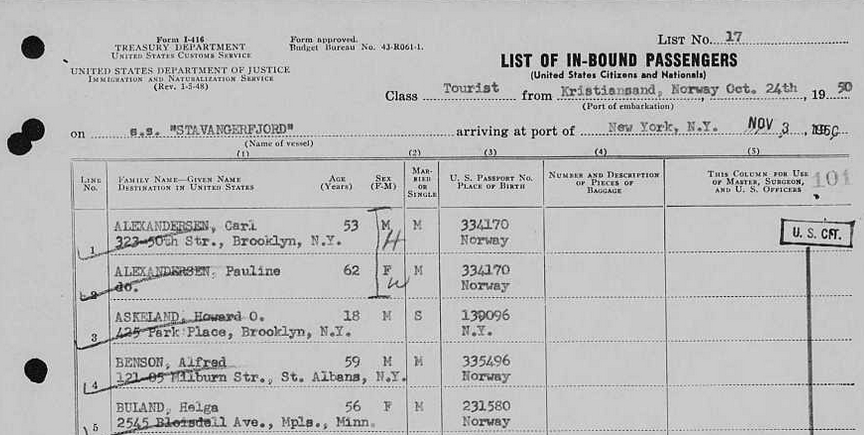 Form I-416
TREASURY DEPARTMENT
UNITED STATES CUSTOMS SERVICE
UNITED STATES DEPARTMENT OF JUSTICE
IMMIGRATION AND NATURALIZATION SERVICE
(Rev. 1-5-48)
Form approved.
Budget Bureau No. 43-R061-1.
LIST No. 17
LIST OF IN-BOUND PASSENGERS
(United States Citizens and Nationals)
Class Tourist from Kristiansand, Norway Oct. 24th, 1950
(Port of embarkation)
on s.s. "STAVANGERFJORD" arriving at port of New York, N.Y. NOV 3, 1950
(Name of vessel)
(1) (2) (3) (4) (5)
LINE No. FAMILY NAME—GIVEN NAME DESTINATION IN UNITED STATES AGE (Years) SEX (F-M) MARRIED OR SINGLE U. S. PASSPORT NO. PLACE OF BIRTH NUMBER AND DESCRIPTION OF PIECES OF BAGGAGE THIS COLUMN FOR USE OF MASTER, SURGEON, AND U. S. OFFICERS 101
ALEXANDERSEN, Carl 53 M M 334170
1 323-50th Str., Brooklyn, N.Y. H Norway
U. S. CIT.
ALEXANDERSEN, Pauline 62 F M 334170
2 do. W Norway
ASKELAND, Howard O. 18 M S 139096
3 425 Park Place, Brooklyn, N.Y. N.Y.
BENSON, Alfred 59 M M 335496
4 121-05 Milburn Str., St. Albans, N.Y. Norway
BULAND, Helga 56 F M 231580
5 2545 Bloisdell Ave., Mpls., Minn. Norway